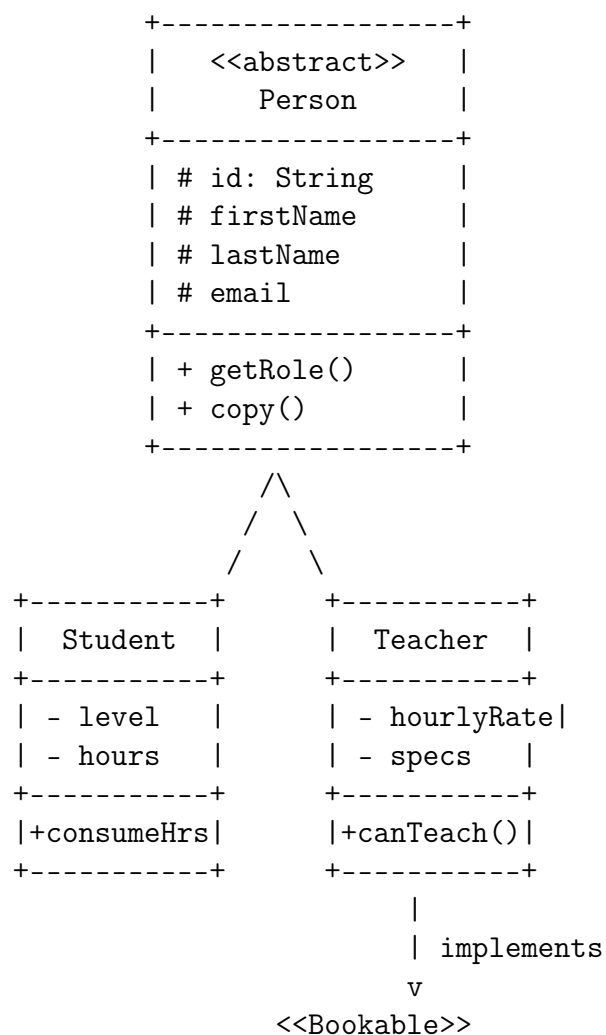 +------------------+
|   <<abstract>>   |
|      Person      |
+------------------+
| # id: String     |
| # firstName      |
| # lastName       |
| # email          |
+------------------+
| + getRole()      |
| + copy()         |
+------------------+
/\
/  \
/    \
+-----------+      +-----------+
|  Student  |      |  Teacher  |
+-----------+      +-----------+
| - level   |      | - hourlyRate|
| - hours   |      | - specs   |
+-----------+      +-----------+
|+consumeHrs|      |+canTeach()|
+-----------+      +-----------+
|
| implements
v
<<Bookable>>